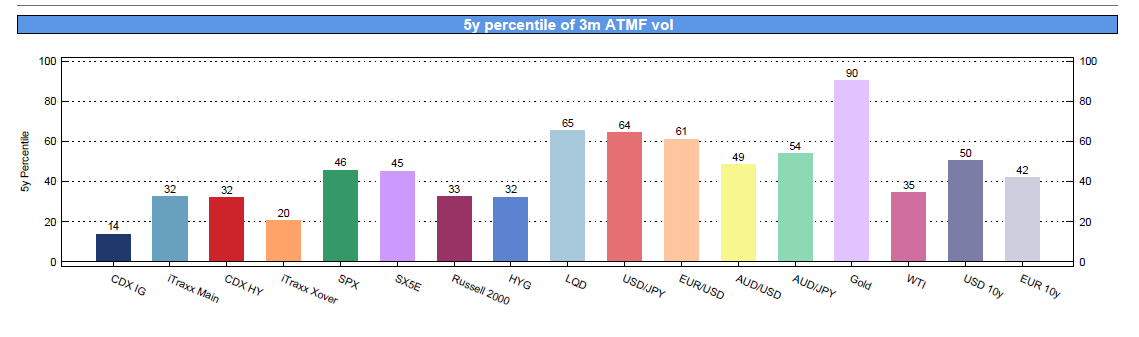 5y percentile of 3m ATMF vol
100
80
60
40
20
0
5y Percentile
14
32
32
20
46
45
33
32
65
64
61
49
54
90
35
50
42
100
80
60
40
20
0
CDX IG
iTraxx Main
CDX HY
iTraxx Xover
SPX
SX5E
Russell 2000
HYG
LQD
USD/JPY
EUR/USD
AUD/USD
AUD/JPY
Gold
WTI
USD 10y
EUR 10y